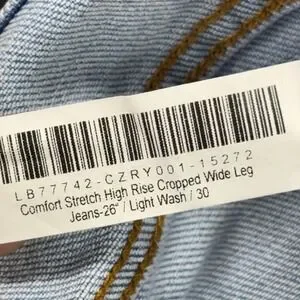 LB77742-CZRY001-15272
Comfort Stretch High Rise Cropped Wide Leg
Jeans-26" / Light Wash / 30